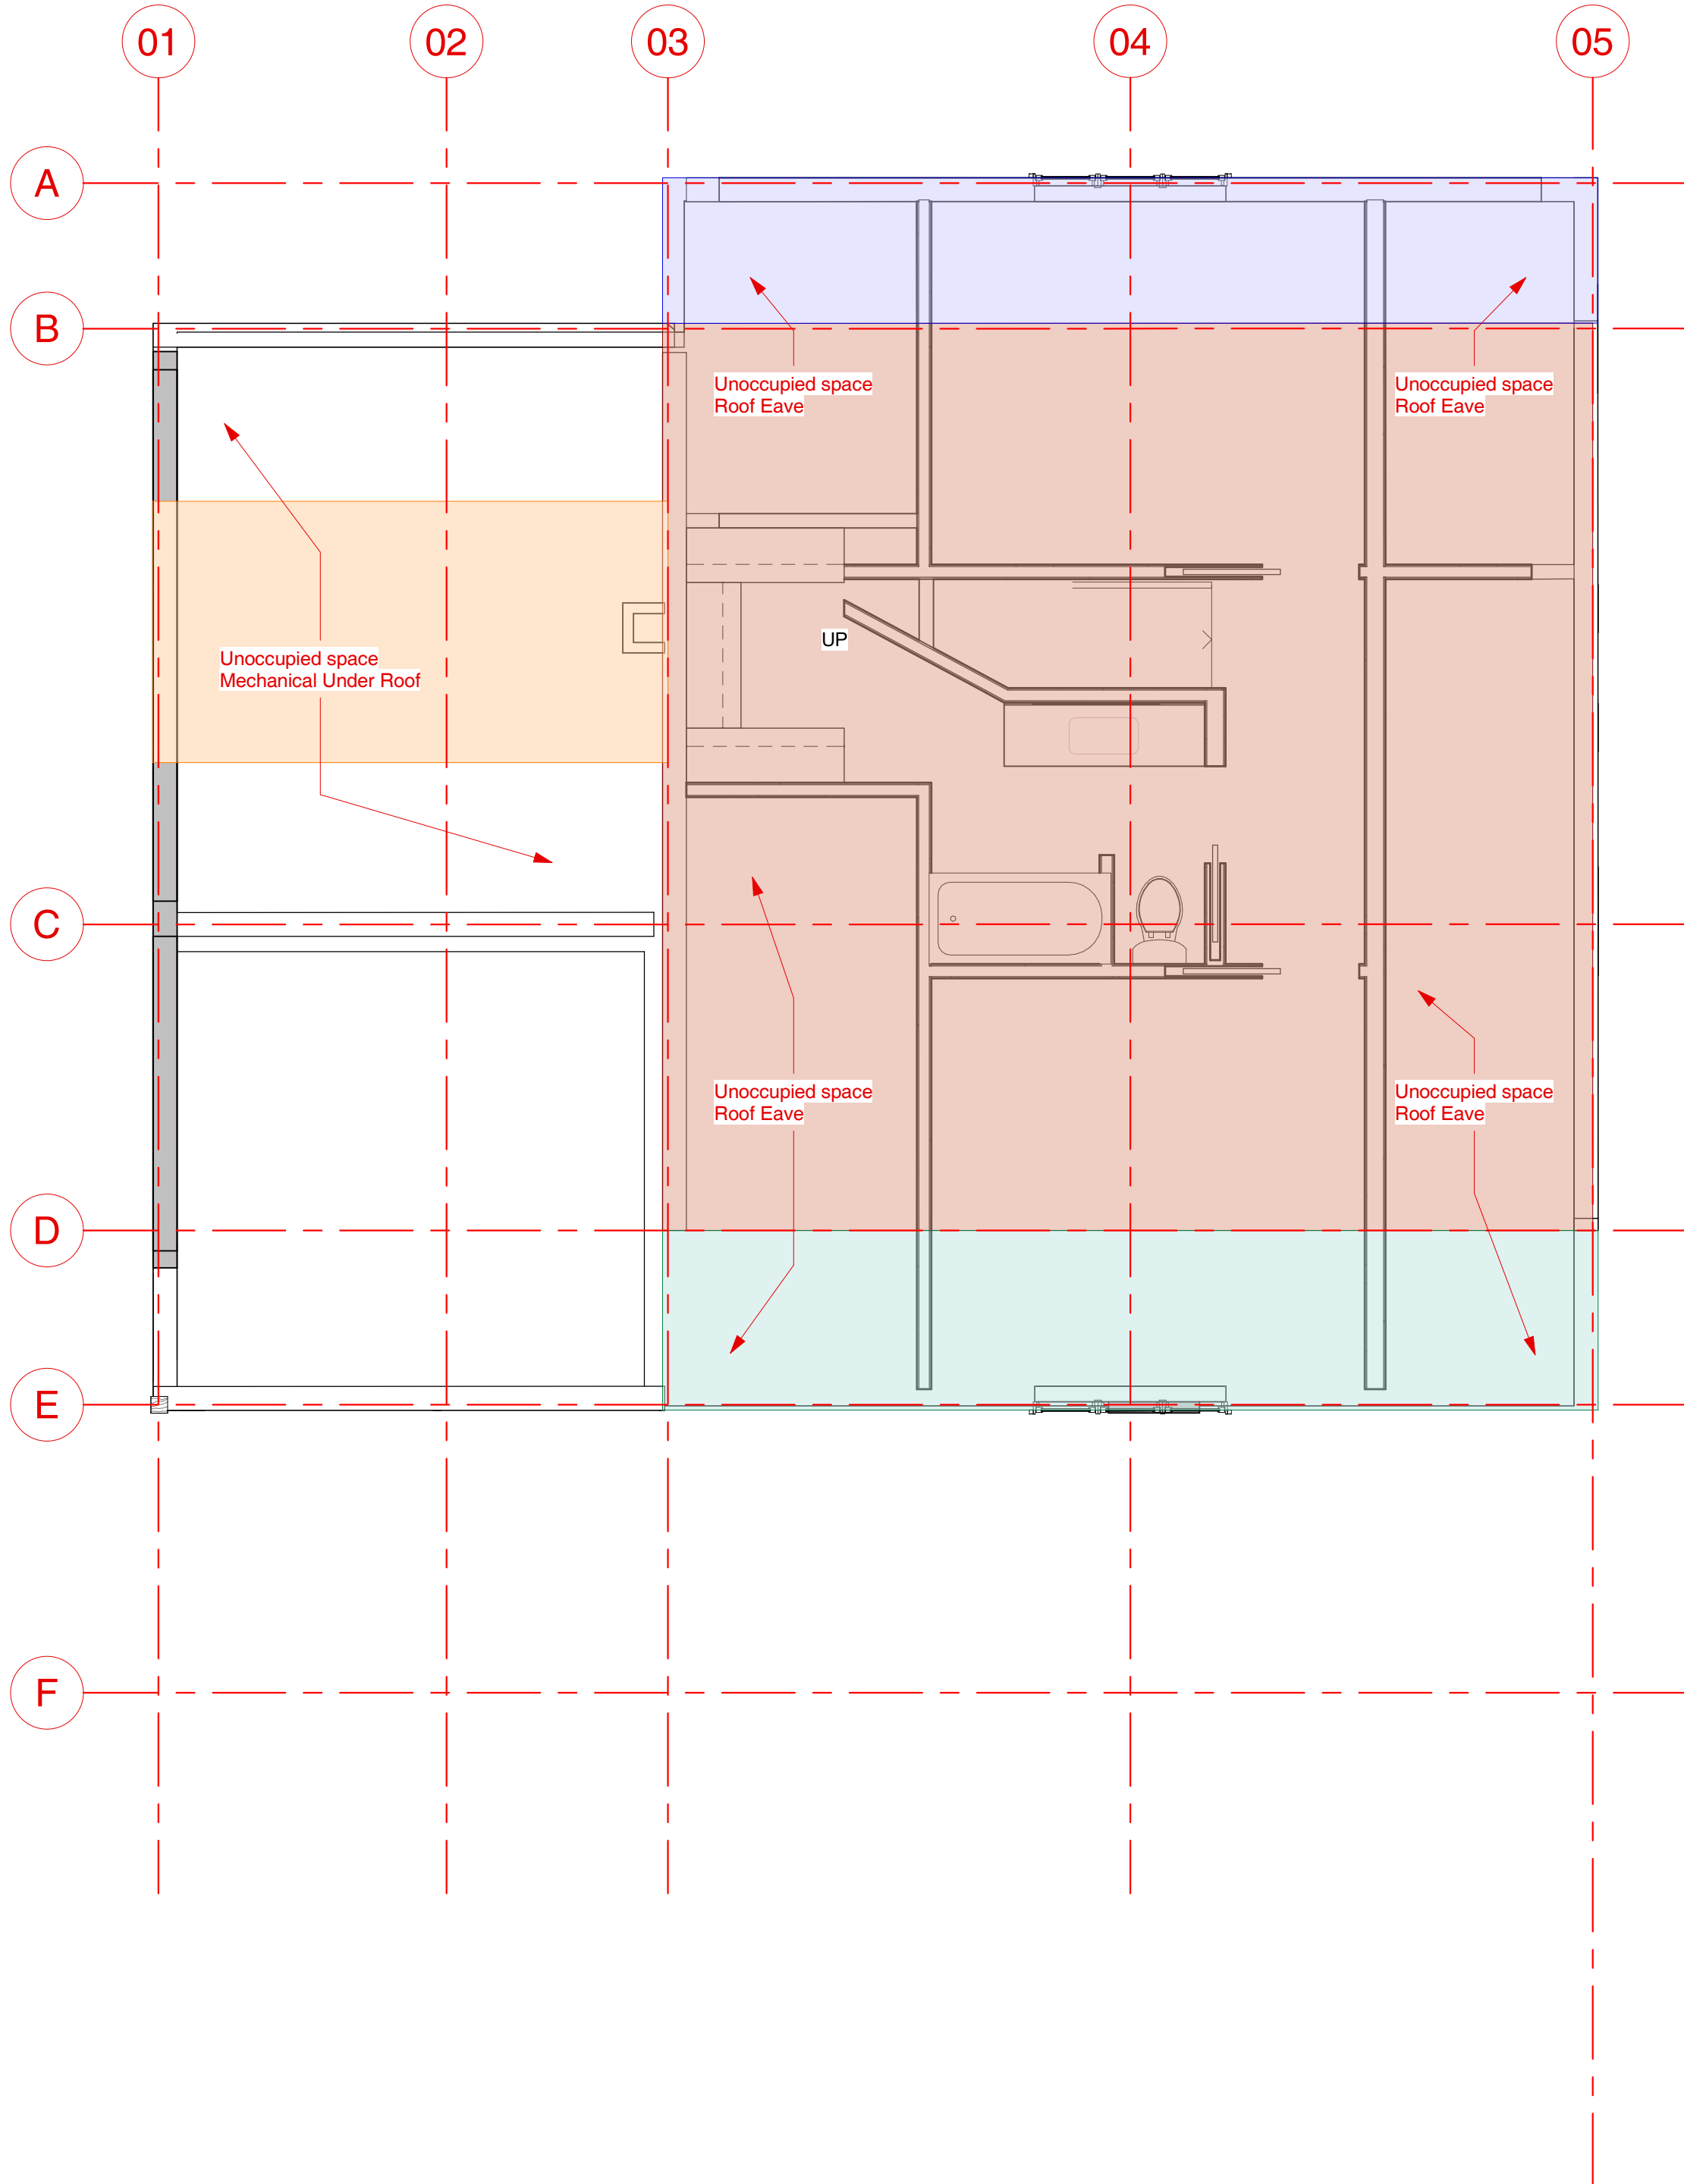 01
02
03
04
05
A
B
Unoccupied space
Roof Eave
Unoccupied space
Roof Eave
UP
Unoccupied space
Mechanical Under Roof
C
Unoccupied space
Roof Eave
Unoccupied space
Roof Eave
D
E
F